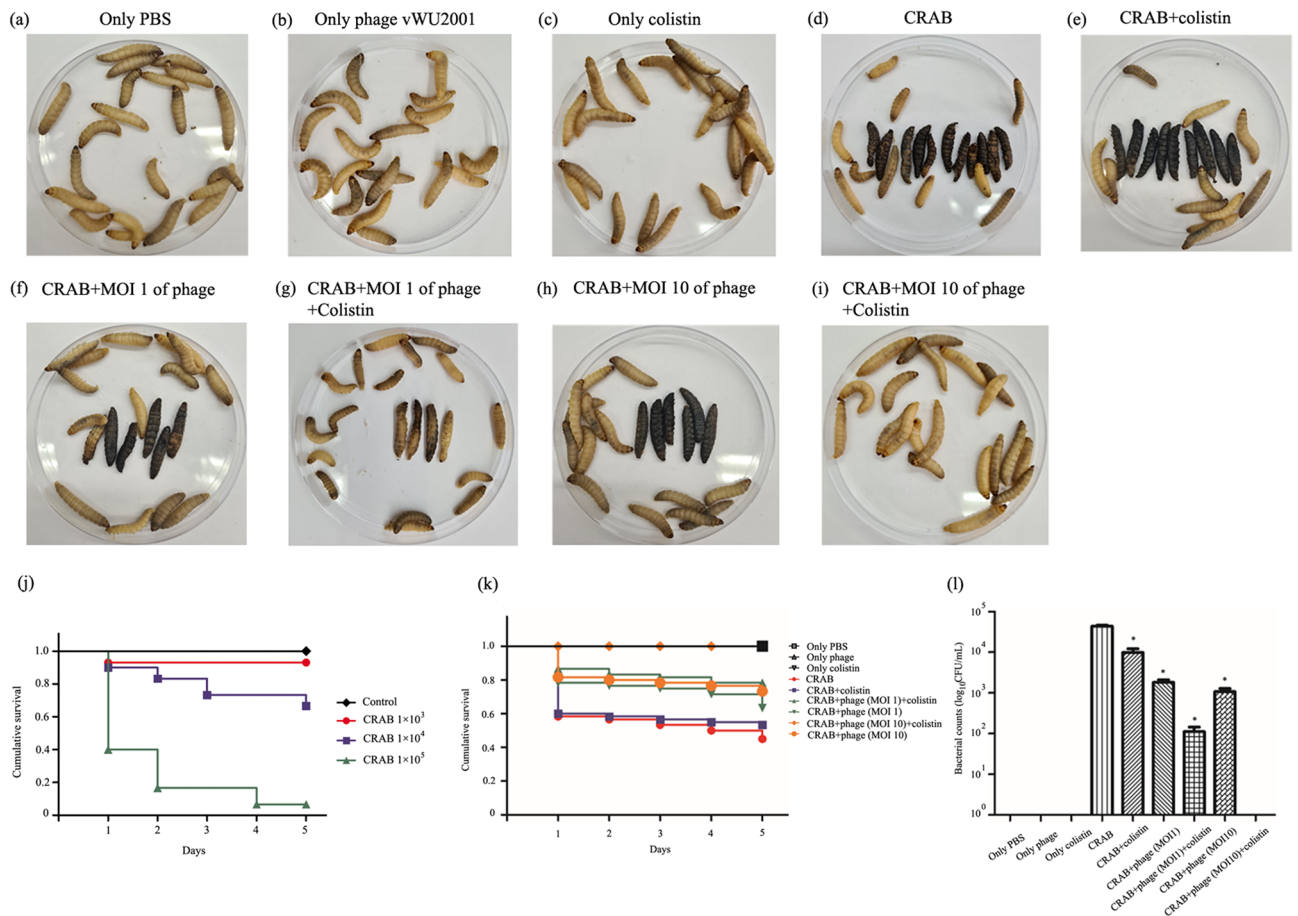 (a) Only PBS
(b) Only phage vWU2001
(c) Only colistin
(d) CRAB
(e) CRAB+colistin
(f) CRAB+MOI 1 of phage
(g) CRAB+MOI 1 of phage
+Colistin
(h) CRAB+MOI 10 of phage
(i) CRAB+MOI 10 of phage
+Colistin
(j)
Cumulative survival
1.0
0.8
0.6
0.4
0.2
0
1 2 3 4 5
Days
Control
CRAB 1×10³
CRAB 1×10⁴
CRAB 1×10⁵
(k)
Cumulative survival
1.0
0.8
0.6
0.4
0.2
0
1 2 3 4 5
Days
Only PBS
Only phage
Only colistin
CRAB
CRAB+colistin
CRAB+phage (MOI 1)+colistin
CRAB+phage (MOI 1)
CRAB+phage (MOI 10)+colistin
CRAB+phage (MOI 10)
(l)
Bacterial counts (log₁₀CFU/mL)
10⁵
10⁴
10³
10²
10¹
10⁰
* * * *
Only PBS
Only phage
Only colistin
CRAB
CRAB+colistin
CRAB+phage (MOI1)
CRAB+phage (MOI1)+colistin
CRAB+phage (MOI10)
CRAB+phage (MOI10)+colistin